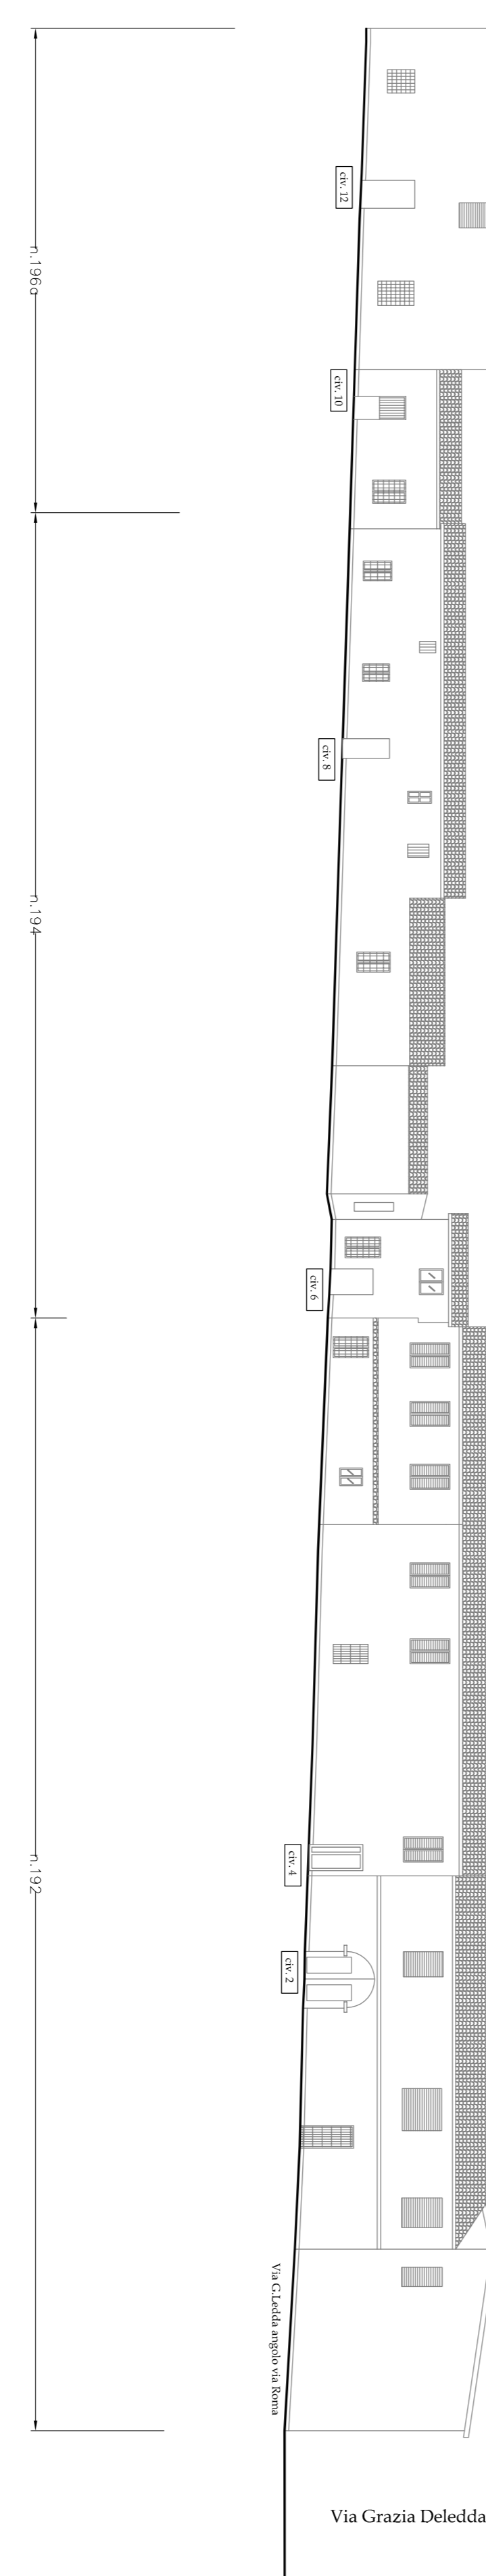 n.196a
civ. 12
civ. 10
civ. 8
n.194
civ. 6
civ. 4
n.192
civ. 2
Via G.Ledda angolo via Roma
Via Grazia Deledda